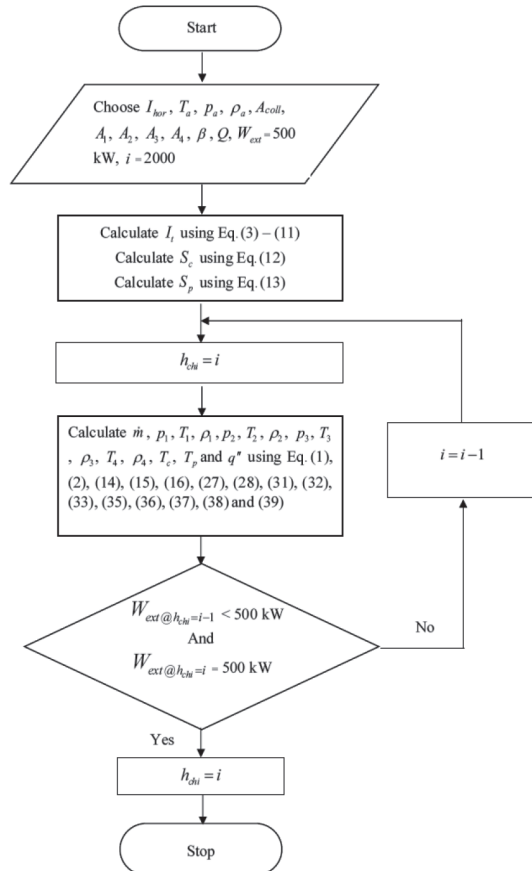 Start
Choose I_hor, T_a, p_a, ρ_a, A_coll,
A_1, A_2, A_3, A_4, β, Q, W_ext = 500
kW, i = 2000
Calculate I_t using Eq.(3) – (11)
Calculate S_c using Eq.(12)
Calculate S_p using Eq.(13)
h_chi = i
Calculate ṁ, p_1, T_1, ρ_1, p_2, T_2, ρ_2, p_3, T_3
, ρ_3, T_4, ρ_4, T_c, T_p and q" using Eq.(1),
(2), (14), (15), (16), (27), (28), (31), (32),
(33), (35), (36), (37), (38) and (39)
i = i−1
W_ext@h_chi=i−1 < 500 kW
And
W_ext@h_chi=i = 500 kW
No
Yes
h_chi = i
Stop